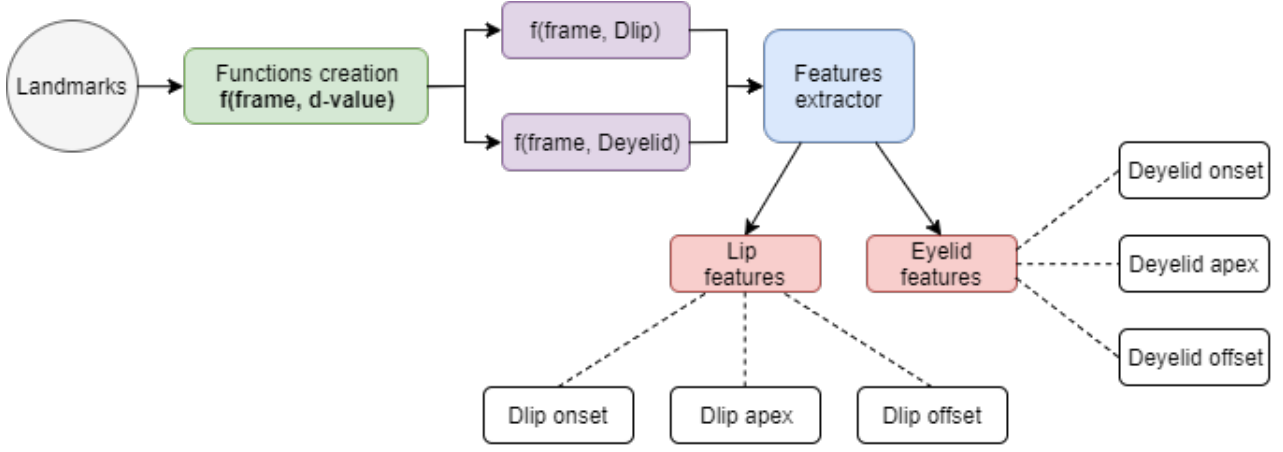 Landmarks
Functions creation
f(frame, d-value)
f(frame, Dlip)
f(frame, Deyelid)
Features
extractor
Lip
features
Eyelid
features
Deyelid onset
Deyelid apex
Deyelid offset
Dlip onset
Dlip apex
Dlip offset